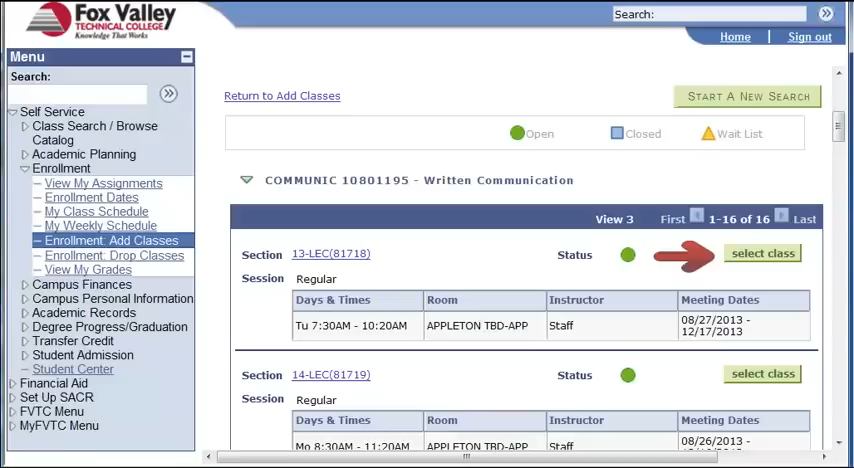 Fox Valley
TECHNICAL COLLEGE
Knowledge That Works
Search:
Home | Sign out
Menu
Search:
Self Service
Class Search / Browse
Catalog
Academic Planning
Enrollment
View My Assignments
Enrollment Dates
My Class Schedule
My Weekly Schedule
Enrollment: Add Classes
Enrollment: Drop Classes
View My Grades
Campus Finances
Campus Personal Information
Academic Records
Degree Progress/Graduation
Transfer Credit
Student Admission
Student Center
Financial Aid
Set Up SACR
FVTC Menu
MyFVTC Menu
Return to Add Classes
START A NEW SEARCH
Open Closed Wait List
COMMUNIC 10801195 - Written Communication
View 3 First 1-16 of 16 Last
Section 13-LEC(81718) Status select class
Session Regular
Days & Times Room Instructor Meeting Dates
Tu 7:30AM - 10:20AM APPLETON TBD-APP Staff 08/27/2013 -
12/17/2013
Section 14-LEC(81719) Status select class
Session Regular
Days & Times Room Instructor Meeting Dates
Mo 8:30AM - 11:20AM APPLETON TBD-APP Staff 08/26/2013 -